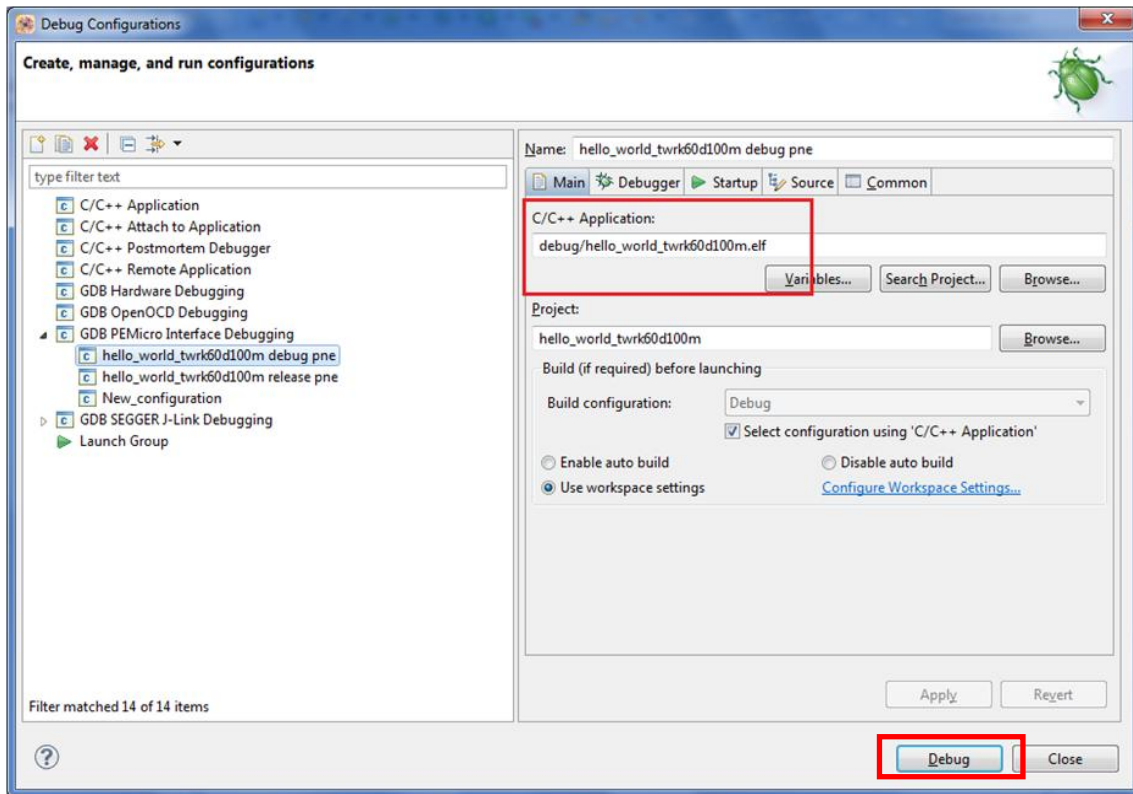 Debug Configurations
Create, manage, and run configurations
type filter text
C/C++ Application
C/C++ Attach to Application
C/C++ Postmortem Debugger
C/C++ Remote Application
GDB Hardware Debugging
GDB OpenOCD Debugging
GDB PEMicro Interface Debugging
hello_world_twrk60d100m debug pne
hello_world_twrk60d100m release pne
New_configuration
GDB SEGGER J-Link Debugging
Launch Group
Filter matched 14 of 14 items
Name: hello_world_twrk60d100m debug pne
Main Debugger Startup Source Common
C/C++ Application:
debug/hello_world_twrk60d100m.elf
Variables... Search Project... Browse...
Project:
hello_world_twrk60d100m Browse...
Build (if required) before launching
Build configuration: Debug
Select configuration using 'C/C++ Application'
Enable auto build Disable auto build
Use workspace settings Configure Workspace Settings...
Apply Revert
? Debug Close